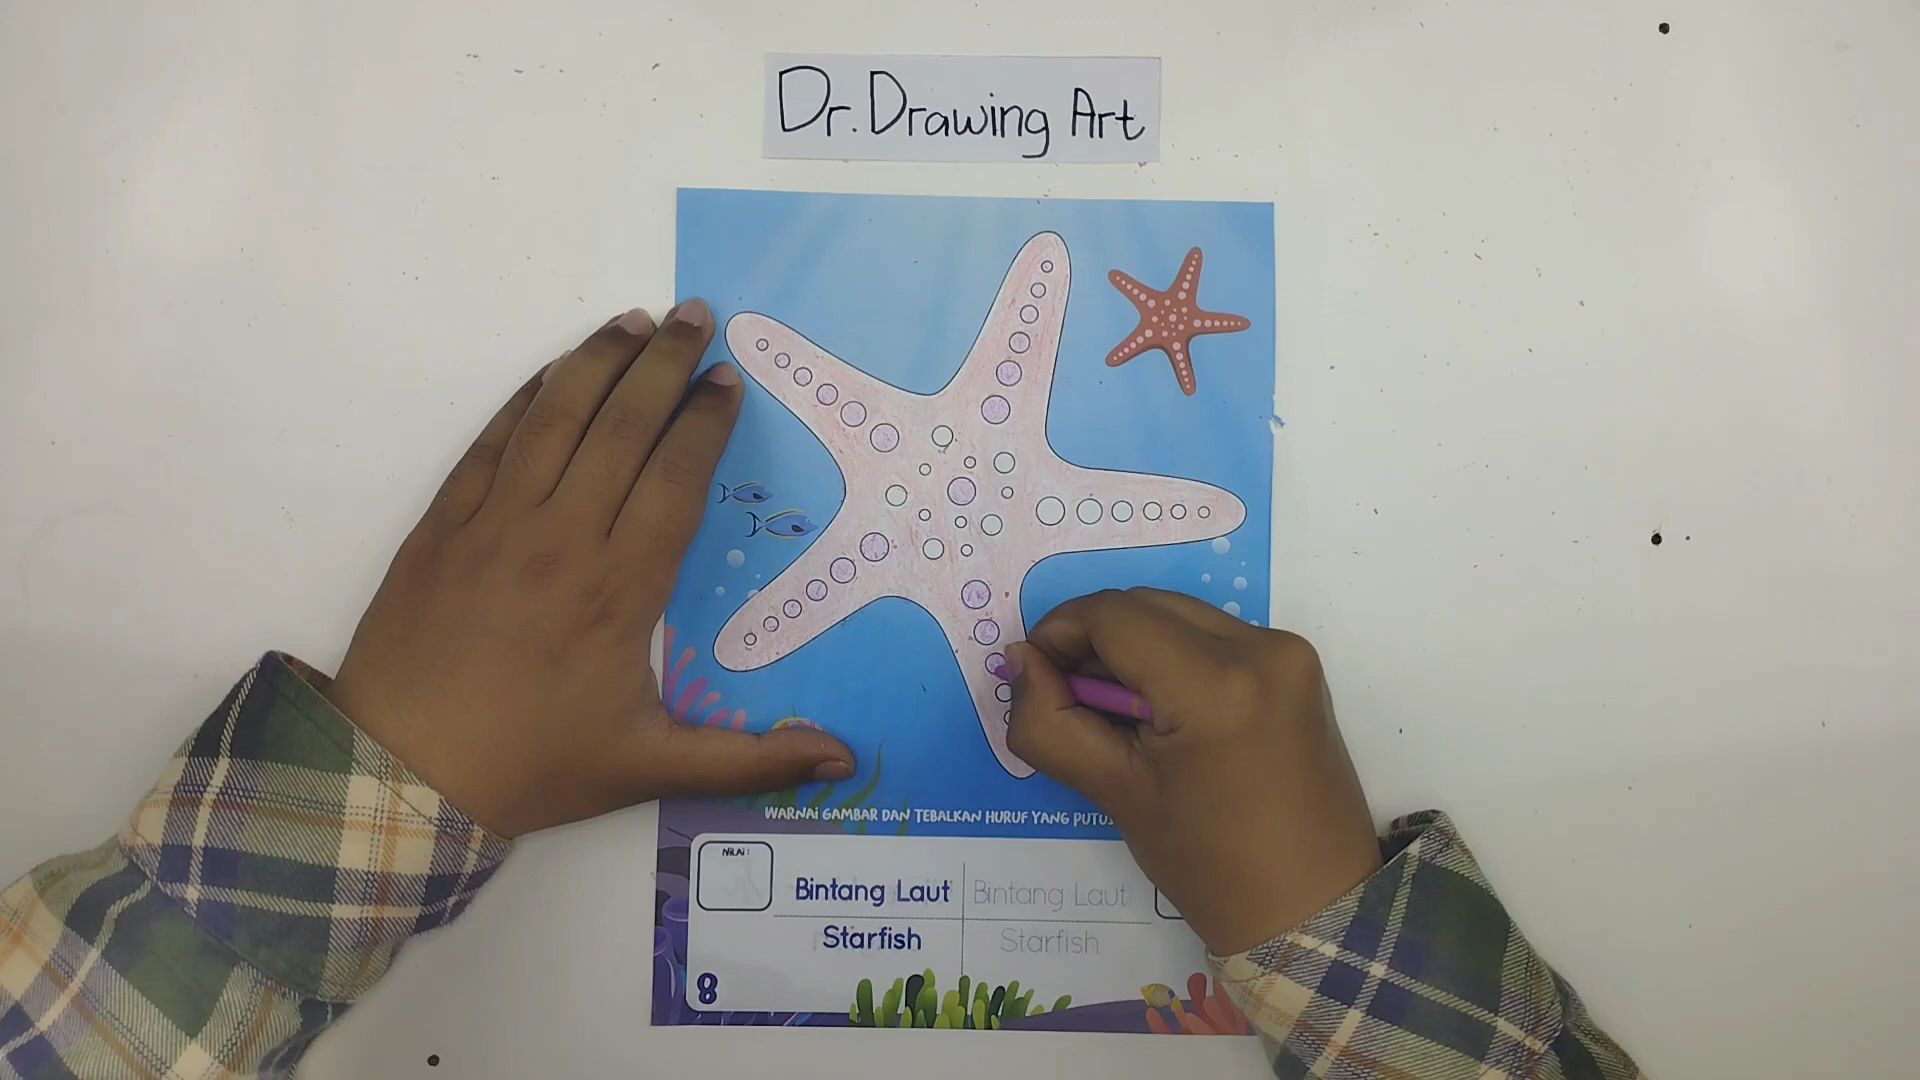 Dr. Drawing Art
WARNAI GAMBAR DAN TEBALKAN HURUF YANG PUTUS
NILAI :
Bintang Laut
Bintang Laut
Starfish
Starfish
8